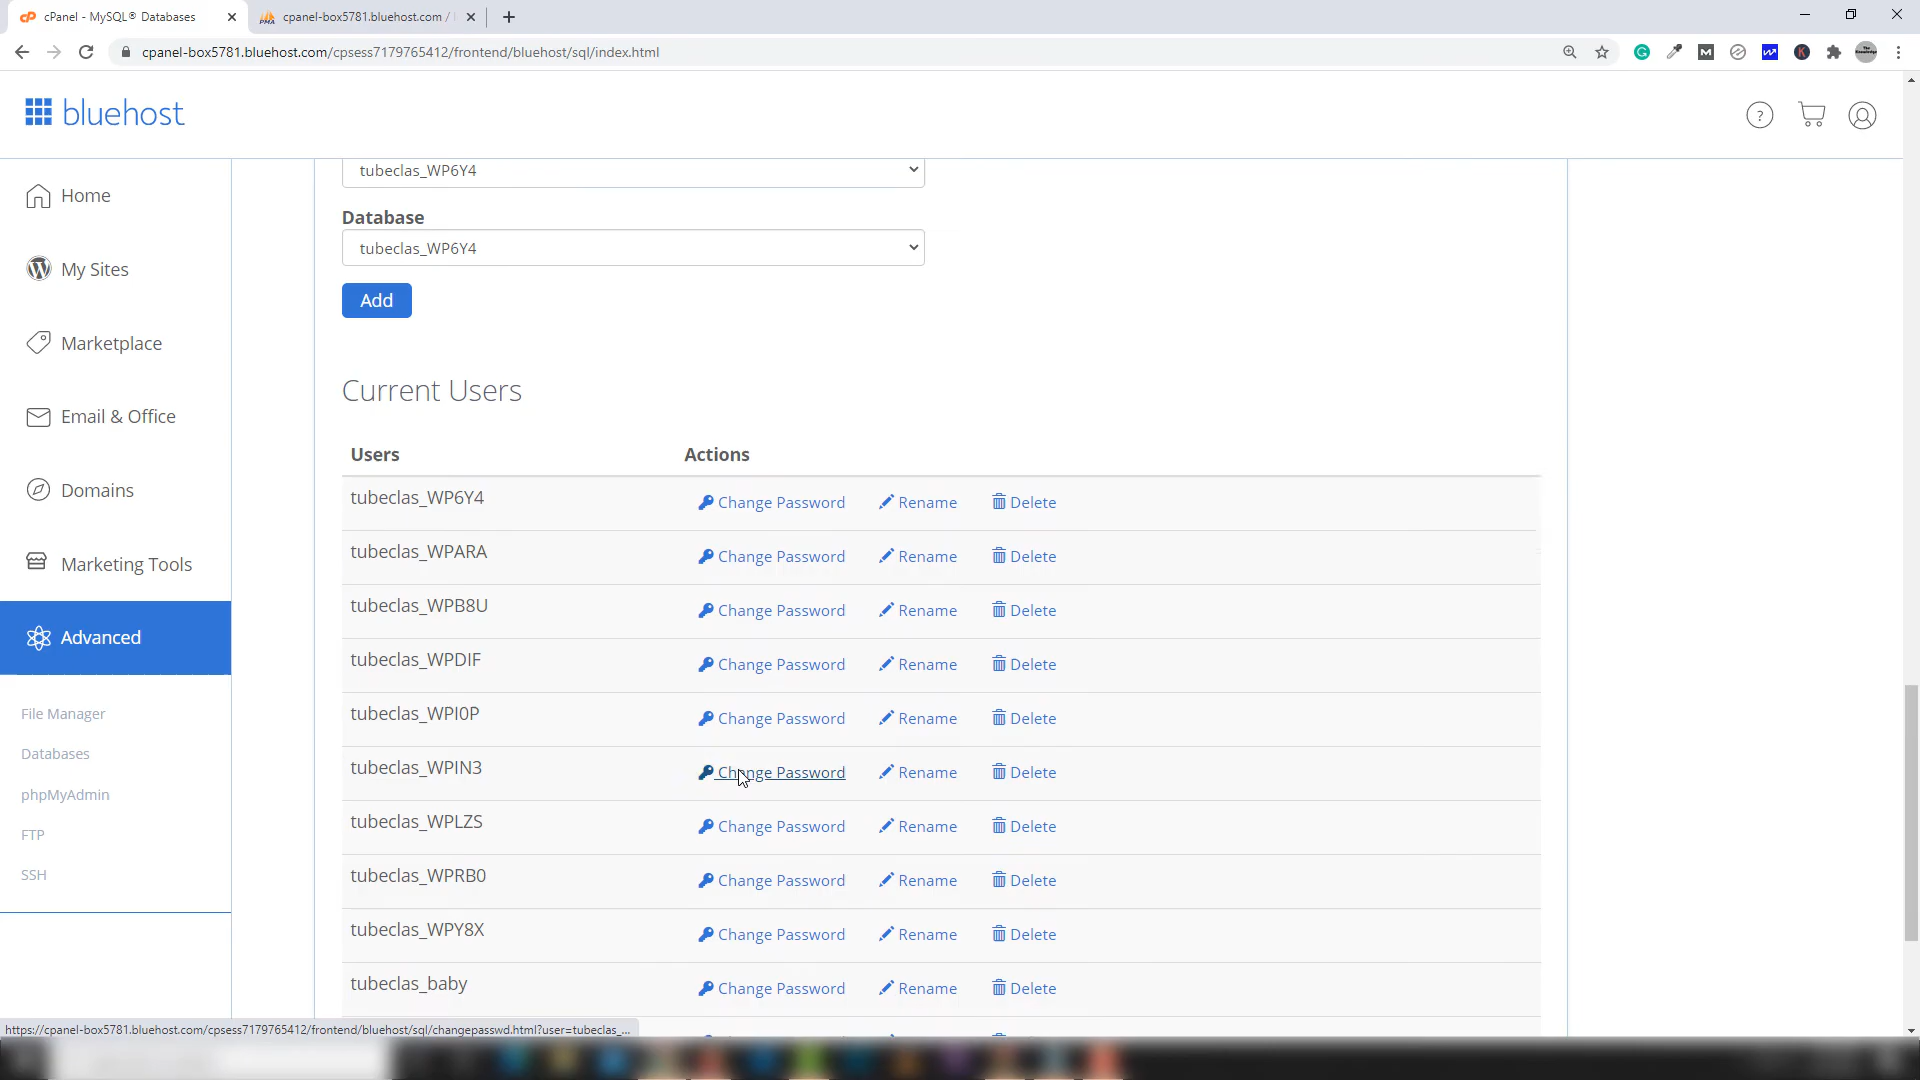 cPanel - MySQL® Databases
cpanel-box5781.bluehost.com /
cpanel-box5781.bluehost.com/cpsess7179765412/frontend/bluehost/sql/index.html
bluehost
Home
My Sites
Marketplace
Email & Office
Domains
Marketing Tools
Advanced
File Manager
Databases
phpMyAdmin
FTP
SSH
tubeclas_WP6Y4
Database
tubeclas_WP6Y4
Add
Current Users
Users Actions
tubeclas_WP6Y4 Change Password Rename Delete
tubeclas_WPARA Change Password Rename Delete
tubeclas_WPB8U Change Password Rename Delete
tubeclas_WPDIF Change Password Rename Delete
tubeclas_WPI0P Change Password Rename Delete
tubeclas_WPIN3 Change Password Rename Delete
tubeclas_WPLZS Change Password Rename Delete
tubeclas_WPRB0 Change Password Rename Delete
tubeclas_WPY8X Change Password Rename Delete
tubeclas_baby Change Password Rename Delete
https://cpanel-box5781.bluehost.com/cpsess7179765412/frontend/bluehost/sql/changepasswd.html?user=tubeclas_...